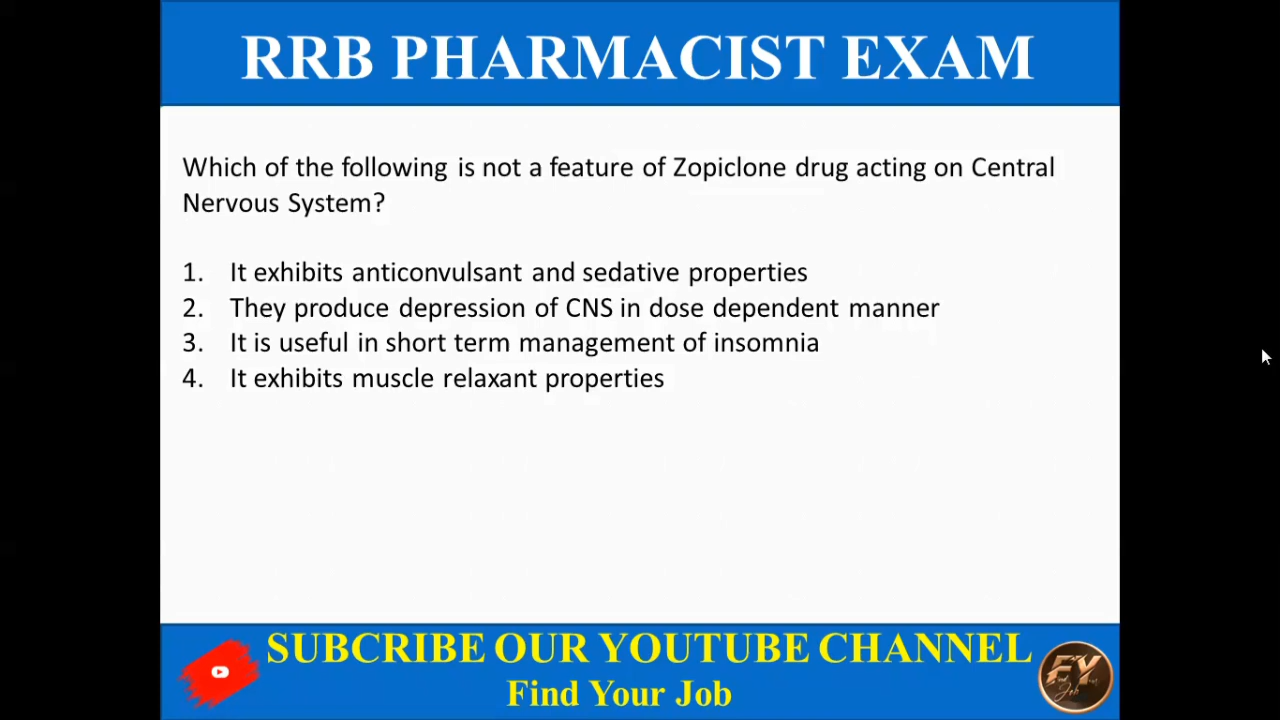 RRB PHARMACIST EXAM
Which of the following is not a feature of Zopiclone drug acting on Central
Nervous System?
1. It exhibits anticonvulsant and sedative properties
2. They produce depression of CNS in dose dependent manner
3. It is useful in short term management of insomnia
4. It exhibits muscle relaxant properties
SUBCRIBE OUR YOUTUBE CHANNEL
Find Your Job